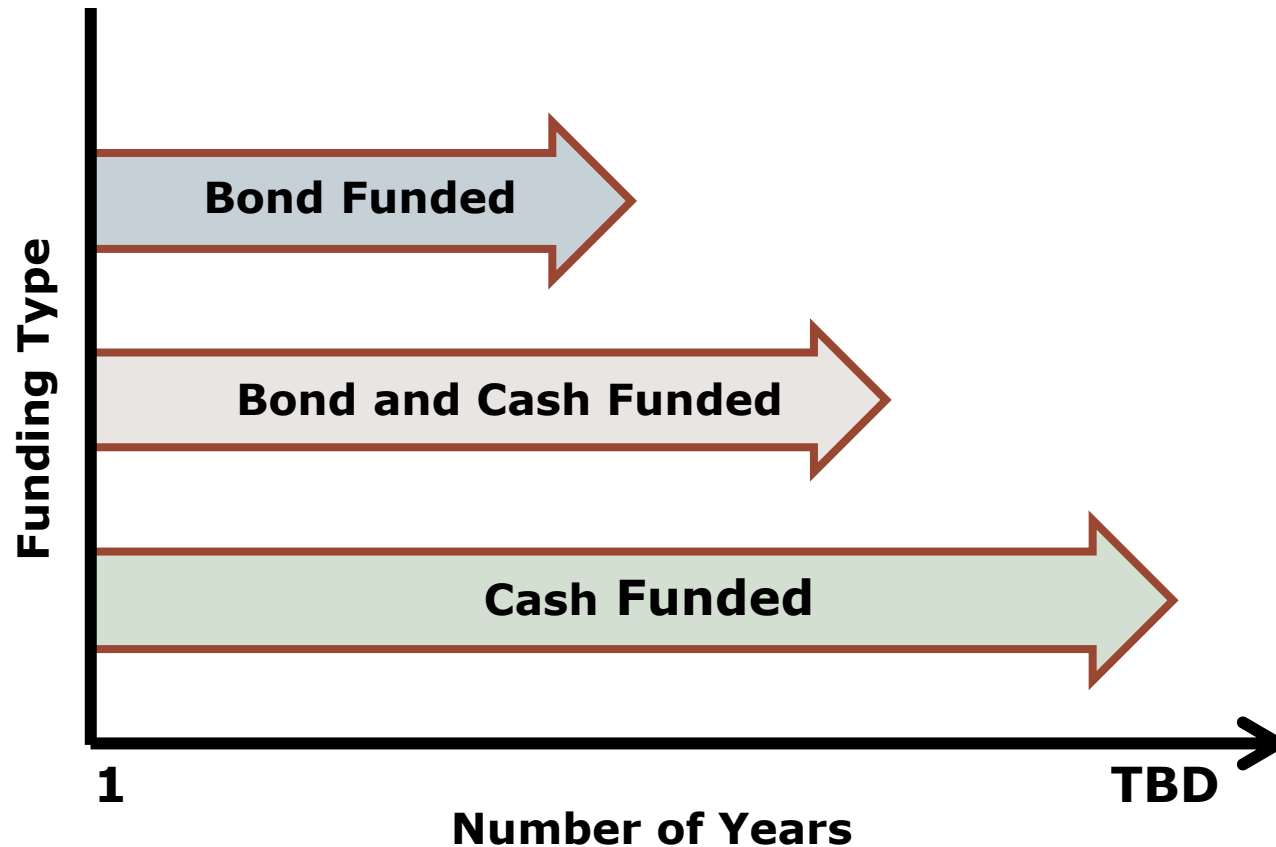 Funding Type
Bond Funded
Bond and Cash Funded
Cash Funded
1
TBD
Number of Years